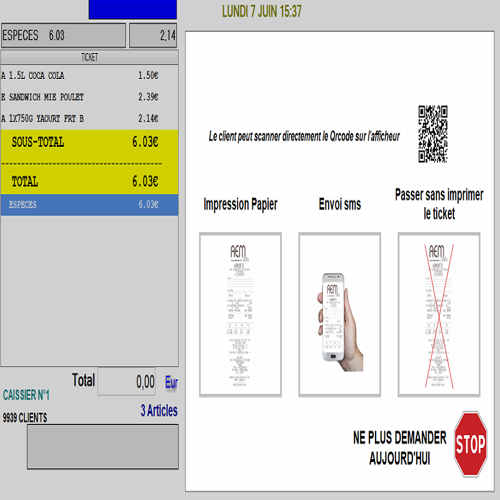 LUNDI 7 JUIN 15:37
ESPECES 6.03 2,14
TICKET
A 1.5L COCA COLA 1.50€
E SANDWICH MIE POULET 2.39€
A 1X750G YAOURT FRT B 2.14€
SOUS-TOTAL 6.03€
TOTAL 6.03€
ESPECES 6.03€
Total 0,00 Eur
CAISSIER N°1
3 Articles
9939 CLIENTS
Le client peut scanner directement le Qrcode sur l'afficheur
Impression Papier
Envoi sms
Passer sans imprimer
le ticket
AEM
AEM
AEM
NE PLUS DEMANDER
AUJOURD'HUI
STOP